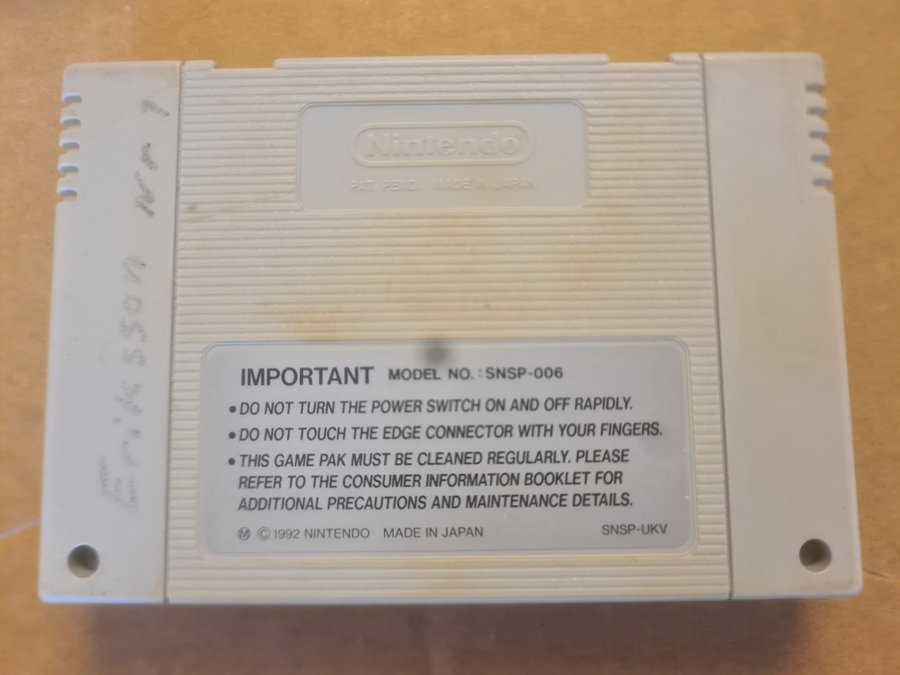 Nintendo
PAT. PEND. MADE IN JAPAN
IMPORTANT MODEL NO.: SNSP-006
• DO NOT TURN THE POWER SWITCH ON AND OFF RAPIDLY.
• DO NOT TOUCH THE EDGE CONNECTOR WITH YOUR FINGERS.
• THIS GAME PAK MUST BE CLEANED REGULARLY. PLEASE
REFER TO THE CONSUMER INFORMATION BOOKLET FOR
ADDITIONAL PRECAUTIONS AND MAINTENANCE DETAILS.
Ⓜ ©1992 NINTENDO MADE IN JAPAN SNSP-UKV